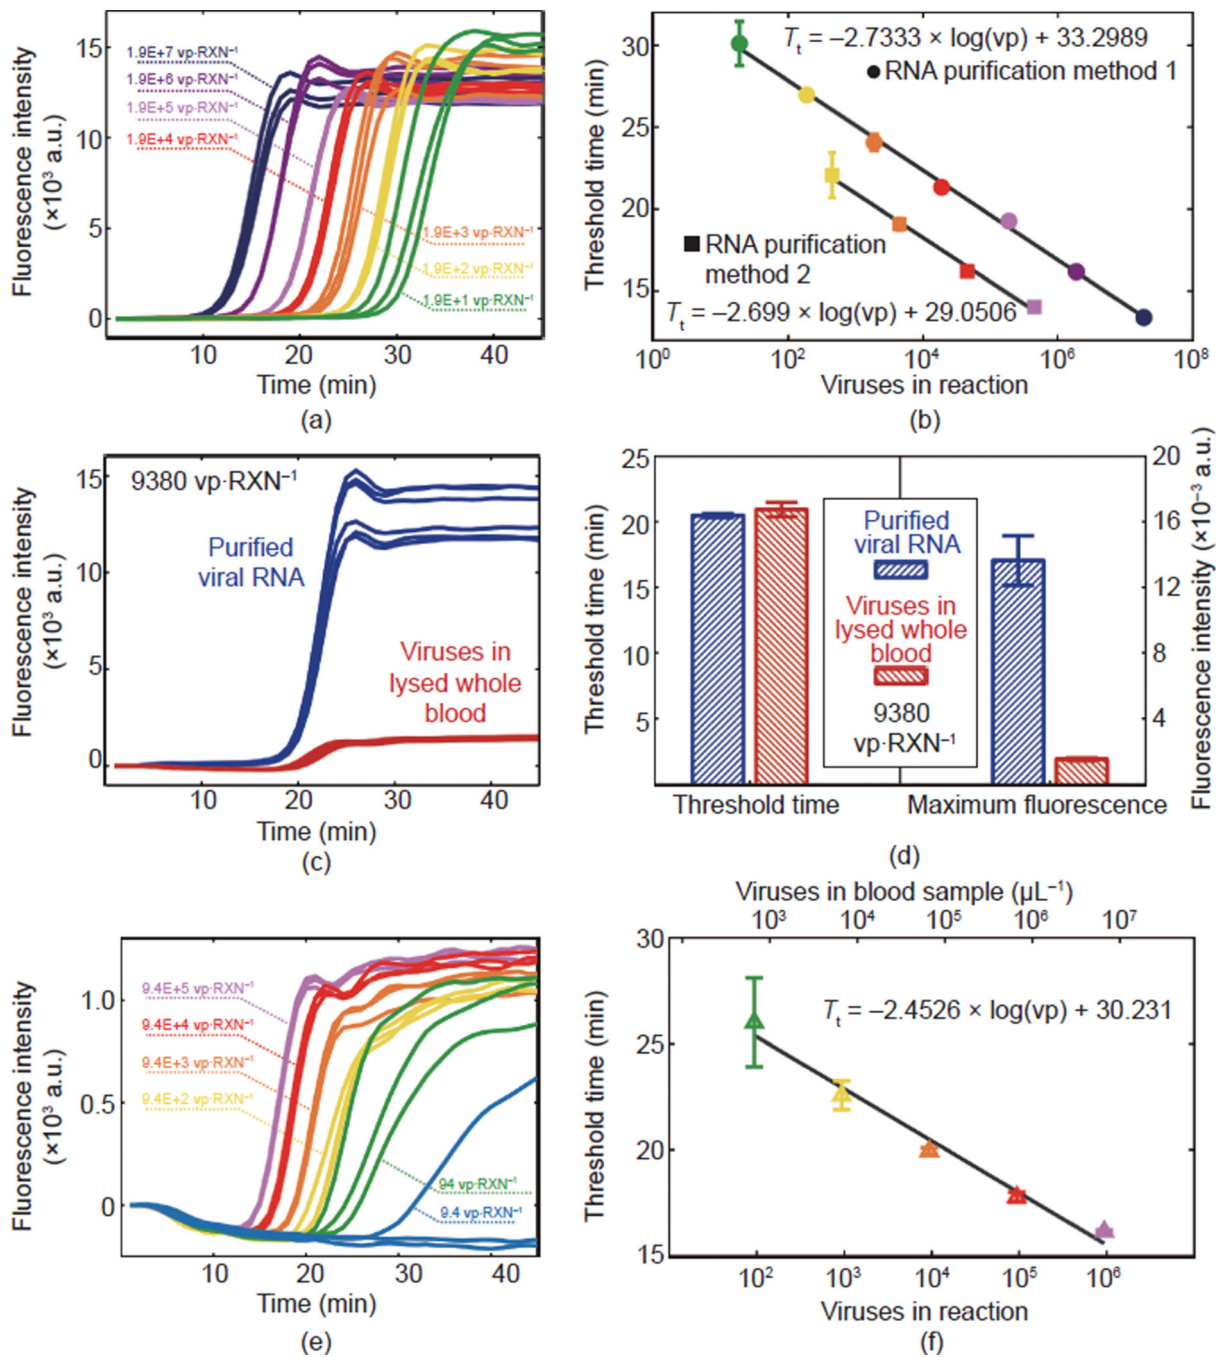 Fluorescence intensity
(×10³ a.u.)
15
10
5
0
1.9E+7 vp·RXN⁻¹
1.9E+6 vp·RXN⁻¹
1.9E+5 vp·RXN⁻¹
1.9E+4 vp·RXN⁻¹
1.9E+3 vp·RXN⁻¹
1.9E+2 vp·RXN⁻¹
1.9E+1 vp·RXN⁻¹
10 20 30 40
Time (min)
(a)
Threshold time (min)
30
25
20
15
Tₜ = –2.7333 × log(vp) + 33.2989
RNA purification method 1
RNA purification
method 2
Tₜ = –2.699 × log(vp) + 29.0506
10⁰ 10² 10⁴ 10⁶ 10⁸
Viruses in reaction
(b)
Fluorescence intensity
(×10³ a.u.)
15
10
5
0
9380 vp·RXN⁻¹
Purified
viral RNA
Viruses in
lysed whole
blood
10 20 30 40
Time (min)
(c)
Threshold time (min)
25
20
15
10
5
Purified
viral RNA
Viruses in
lysed whole
blood
9380
vp·RXN⁻¹
20
16
12
8
4
Fluorescence intensity (×10⁻³ a.u.)
Threshold time Maximum fluorescence
(d)
Fluorescence intensity
(×10³ a.u.)
1.0
0.5
0
9.4E+5 vp·RXN⁻¹
9.4E+4 vp·RXN⁻¹
9.4E+3 vp·RXN⁻¹
9.4E+2 vp·RXN⁻¹
94 vp·RXN⁻¹
9.4 vp·RXN⁻¹
10 20 30 40
Time (min)
(e)
Viruses in blood sample (μL⁻¹)
10³ 10⁴ 10⁵ 10⁶ 10⁷
Threshold time (min)
30
25
20
15
Tₜ = –2.4526 × log(vp) + 30.231
10² 10³ 10⁴ 10⁵ 10⁶
Viruses in reaction
(f)